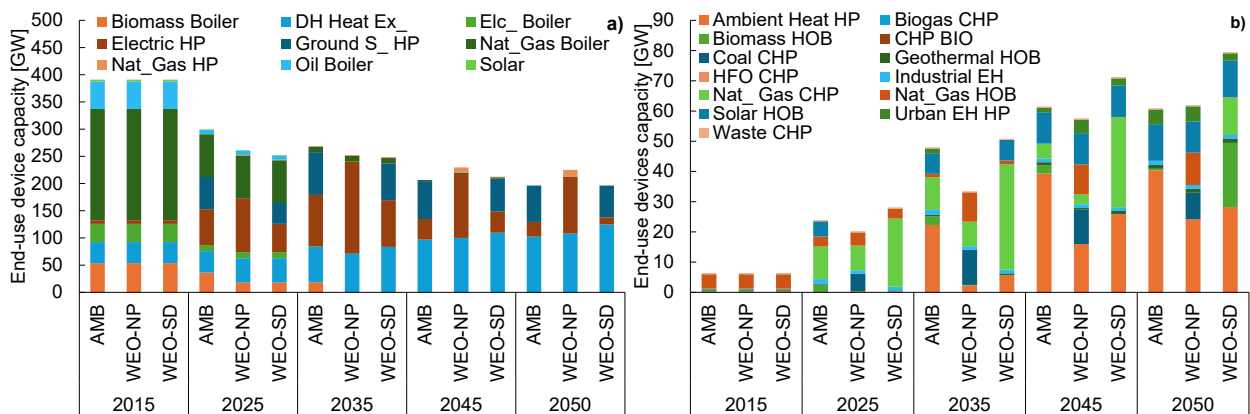 End-use device capacity [GW]
500
450
400
350
300
250
200
150
100
50
0
Biomass Boiler
DH Heat Ex_
Elc_ Boiler
Electric HP
Ground S_ HP
Nat_Gas Boiler
Nat_Gas HP
Oil Boiler
Solar
a)
AMB WEO-NP WEO-SD AMB WEO-NP WEO-SD AMB WEO-NP WEO-SD AMB WEO-NP WEO-SD AMB WEO-NP WEO-SD
2015 2025 2035 2045 2050
End-use devices capacity [GW]
90
80
70
60
50
40
30
20
10
0
Ambient Heat HP
Biogas CHP
Biomass HOB
CHP BIO
Coal CHP
Geothermal HOB
HFO CHP
Industrial EH
Nat_ Gas CHP
Nat_Gas HOB
Solar HOB
Urban EH HP
Waste CHP
b)
AMB WEO-NP WEO-SD AMB WEO-NP WEO-SD AMB WEO-NP WEO-SD AMB WEO-NP WEO-SD AMB WEO-NP WEO-SD
2015 2025 2035 2045 2050